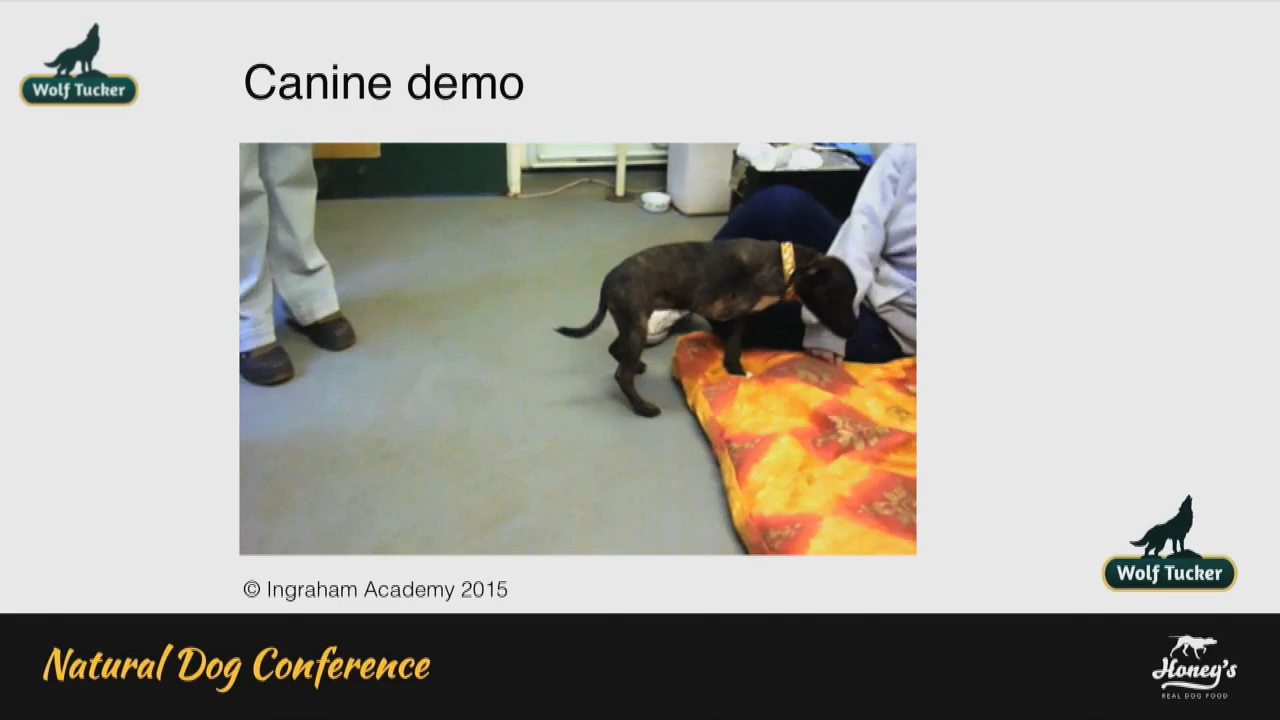 Wolf Tucker
Canine demo
© Ingraham Academy 2015
Wolf Tucker
Natural Dog Conference
Honey's
REAL DOG FOOD